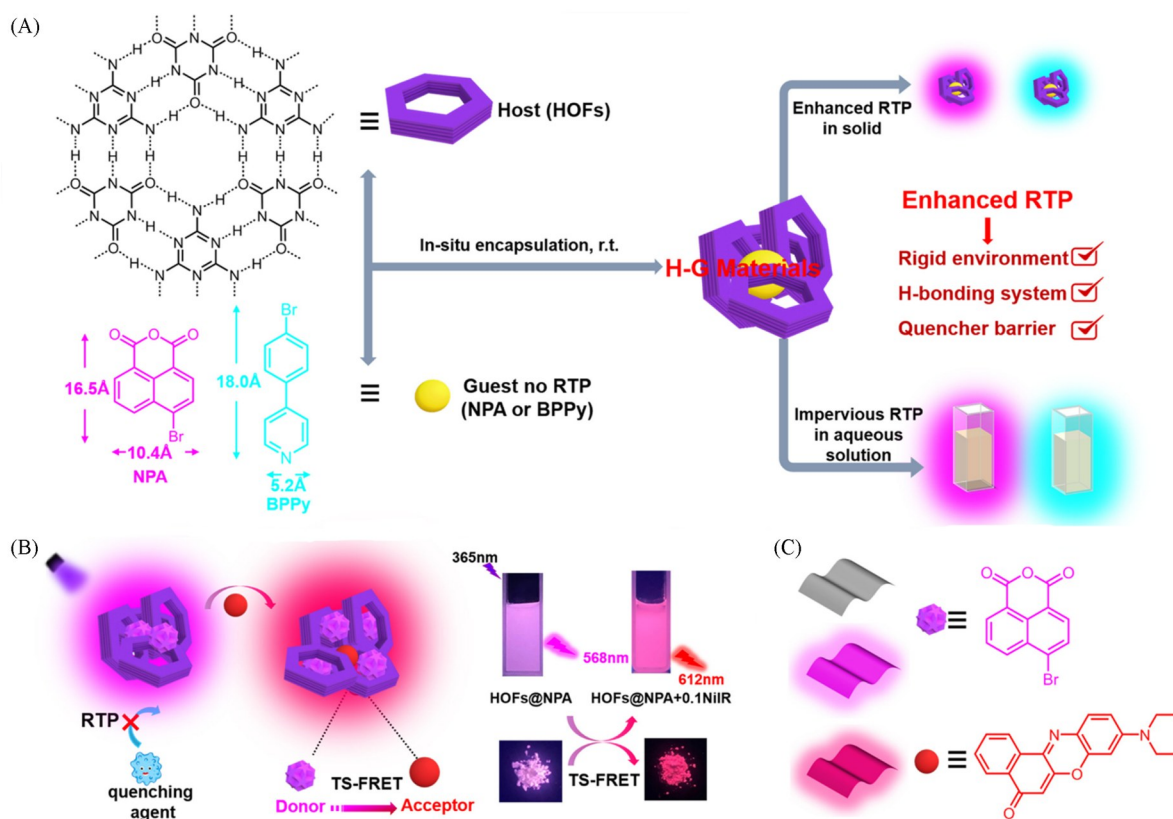 (A)
Host (HOFs)
Enhanced RTP
in solid
In-situ encapsulation, r.t.
H-G Materials
Enhanced RTP
Rigid environment
H-bonding system
Quencher barrier
Br
O O O
16.5Å
18.0Å
Br
10.4Å
NPA
N
5.2Å
BPPy
Guest no RTP
(NPA or BPPy)
Impervious RTP
in aqueous
solution
(B)
365nm
568nm
612nm
HOFs@NPA
HOFs@NPA+0.1NilR
TS-FRET
RTP
quenching
agent
TS-FRET
Donor
Acceptor
(C)
O O O
Br
N
N
O
O